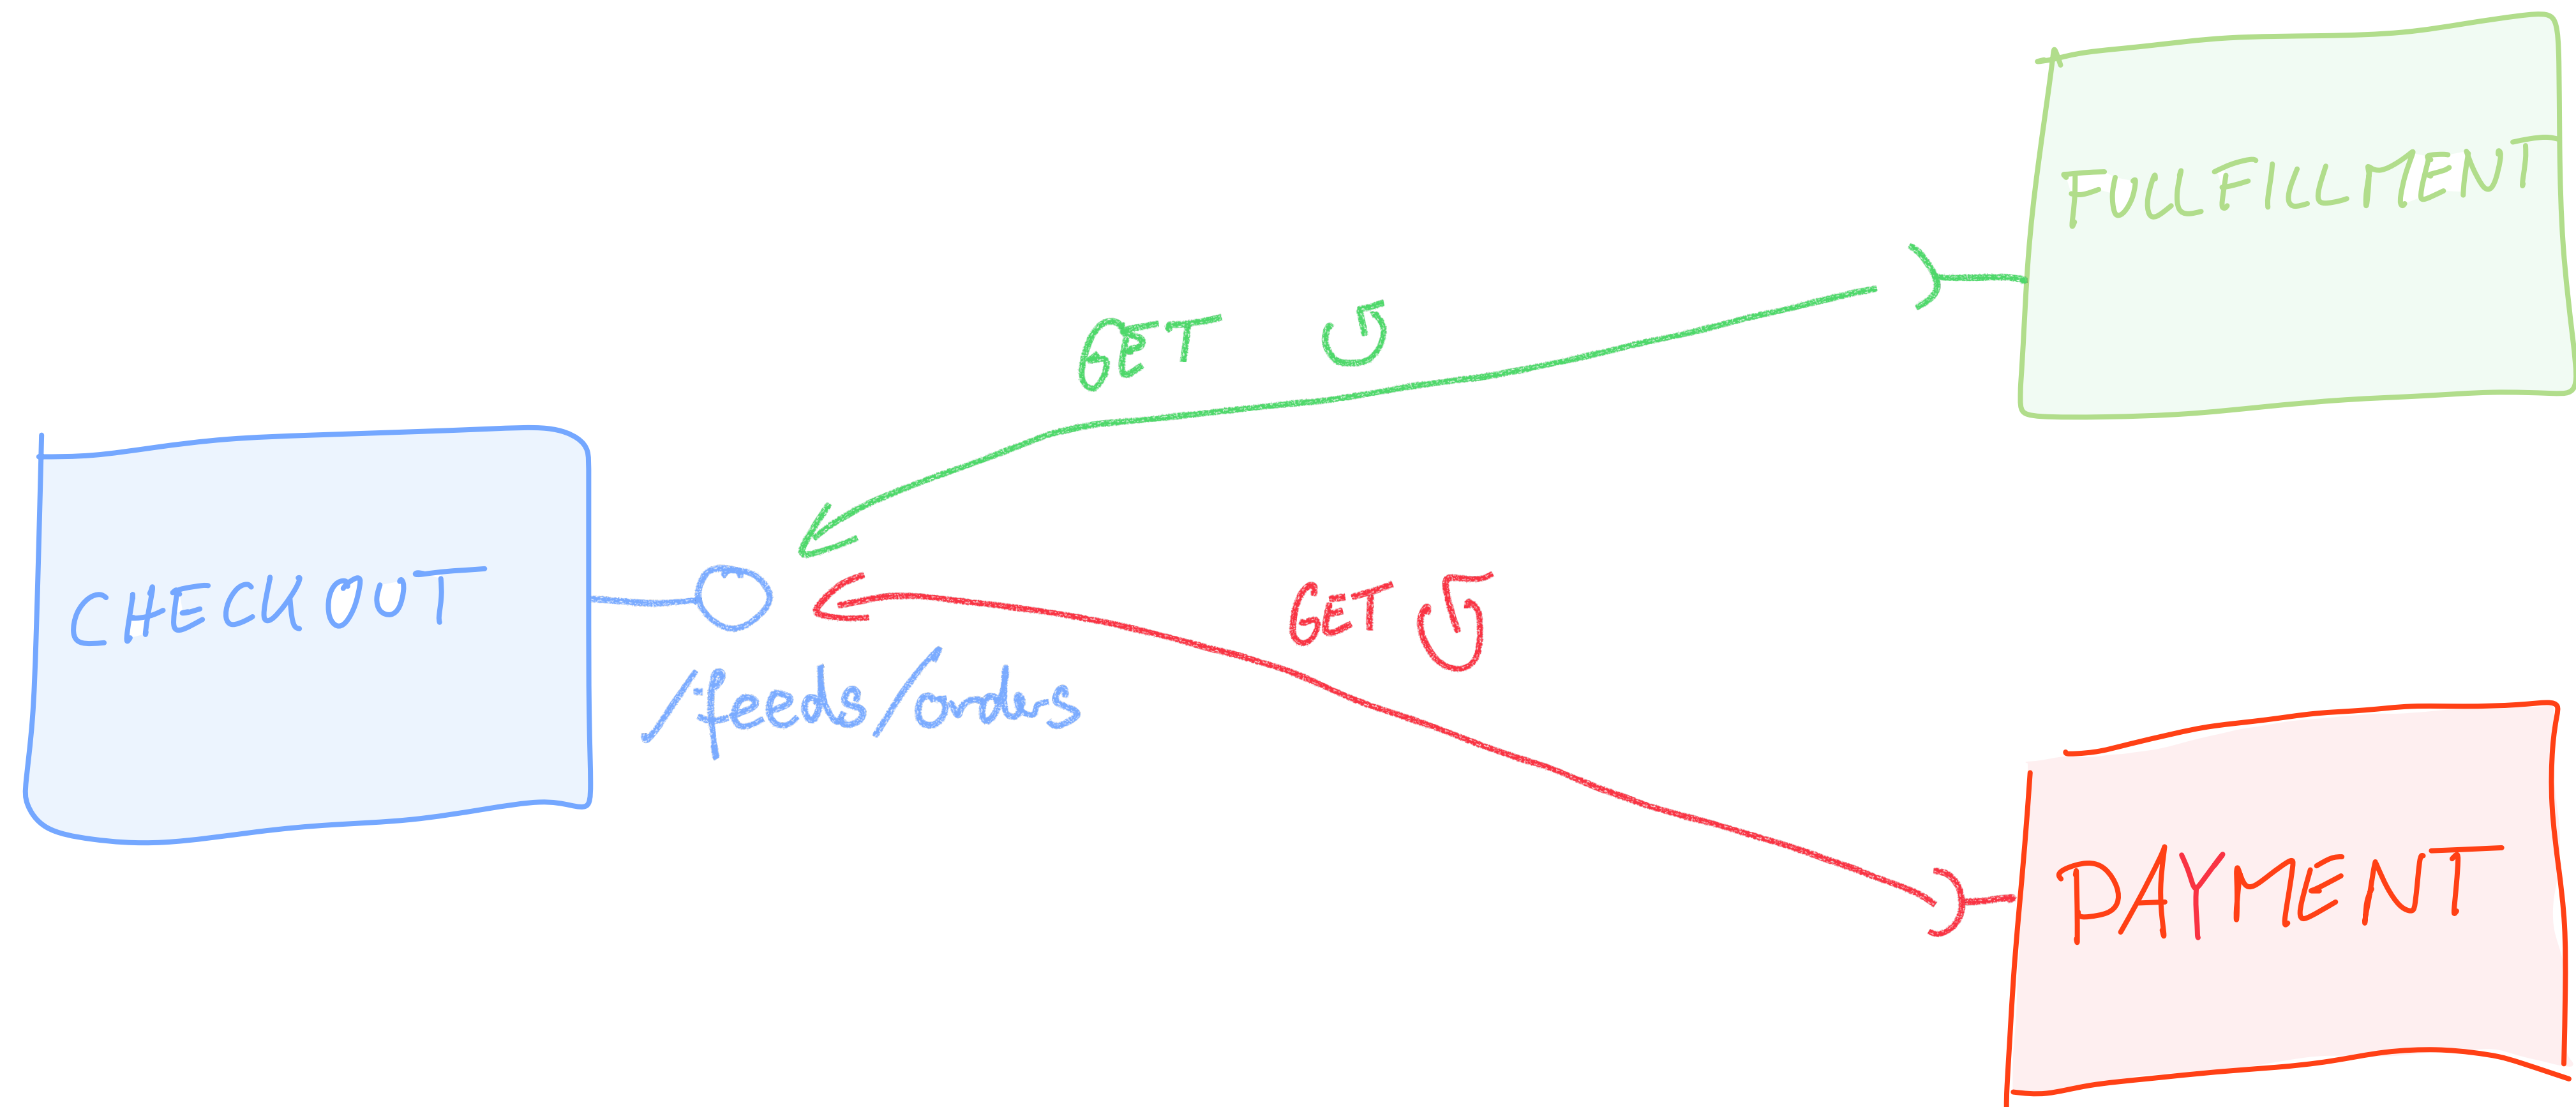 FULLFILLMENT
GET
CHECKOUT
GET
/feeds/orders
PAYMENT